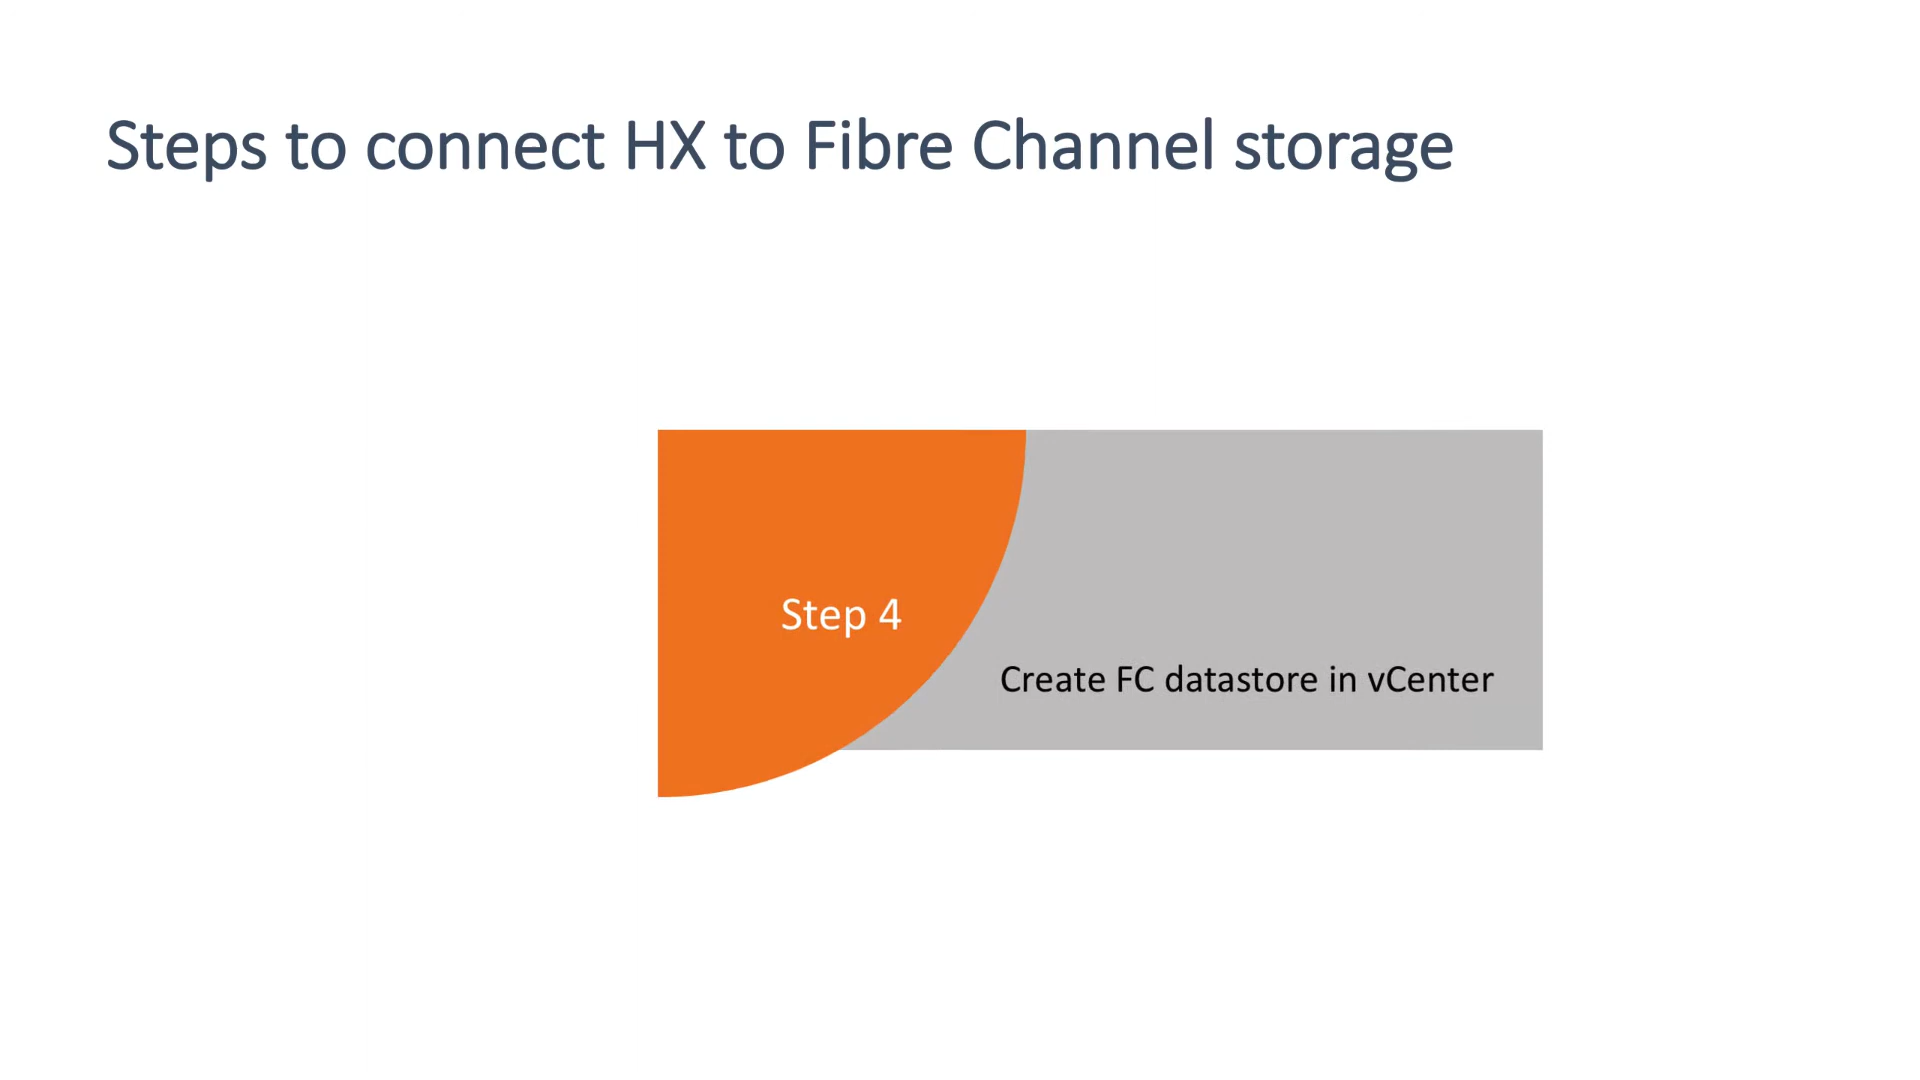 Steps to connect HX to Fibre Channel storage
Step 4
Create FC datastore in vCenter